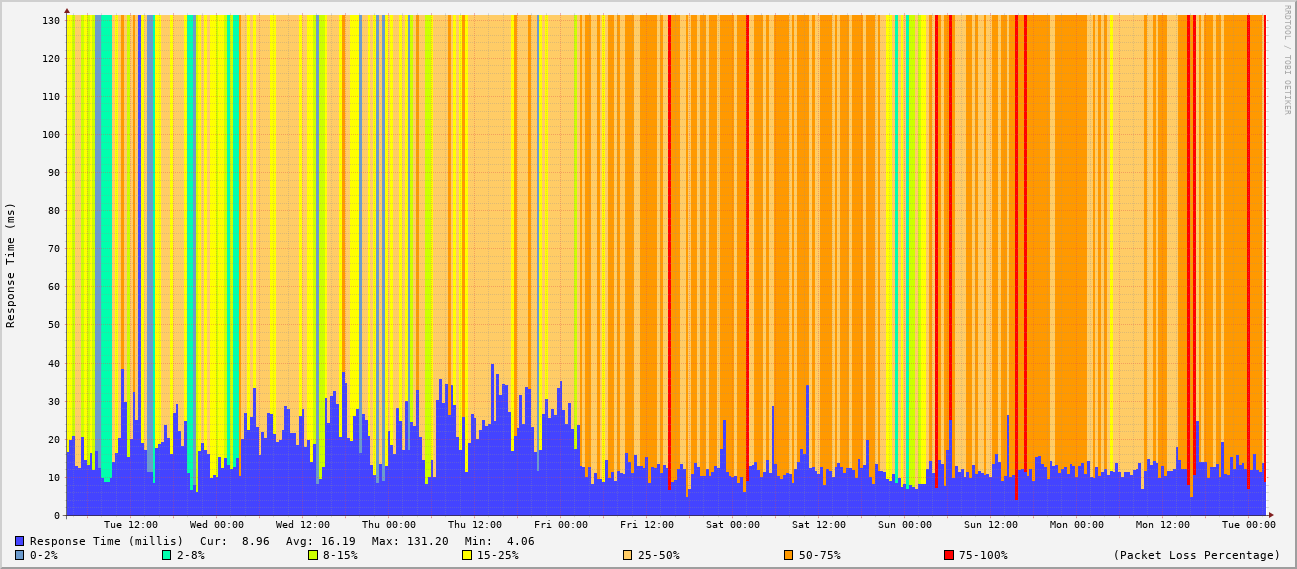 RRDTOOL / TOBI OETIKER
Response Time (ms)
130
120
110
100
90
80
70
60
50
40
30
20
10
0
Tue 12:00 Wed 00:00 Wed 12:00 Thu 00:00 Thu 12:00 Fri 00:00 Fri 12:00 Sat 00:00 Sat 12:00 Sun 00:00 Sun 12:00 Mon 00:00 Mon 12:00 Tue 00:00
Response Time (millis) Cur: 8.96 Avg: 16.19 Max: 131.20 Min: 4.06
0-2% 2-8% 8-15% 15-25% 25-50% 50-75% 75-100% (Packet Loss Percentage)